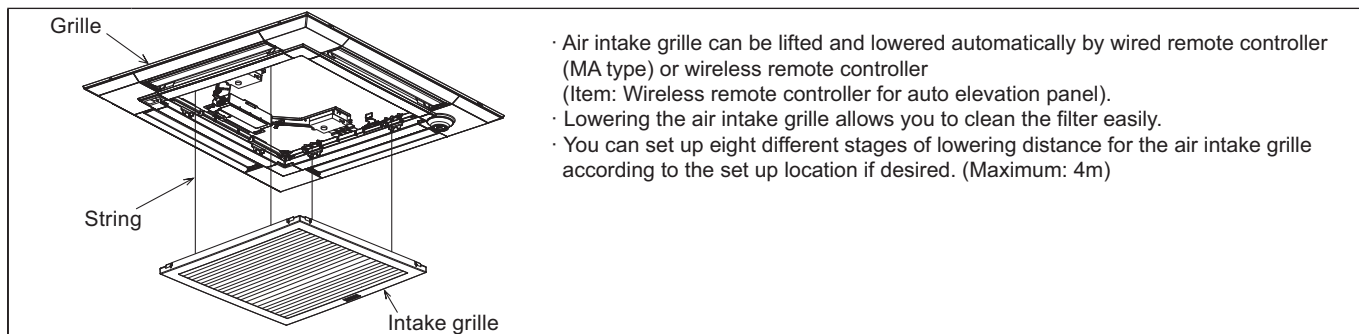 Grille
String
Intake grille
· Air intake grille can be lifted and lowered automatically by wired remote controller
(MA type) or wireless remote controller
(Item: Wireless remote controller for auto elevation panel).
· Lowering the air intake grille allows you to clean the filter easily.
· You can set up eight different stages of lowering distance for the air intake grille
according to the set up location if desired. (Maximum: 4m)